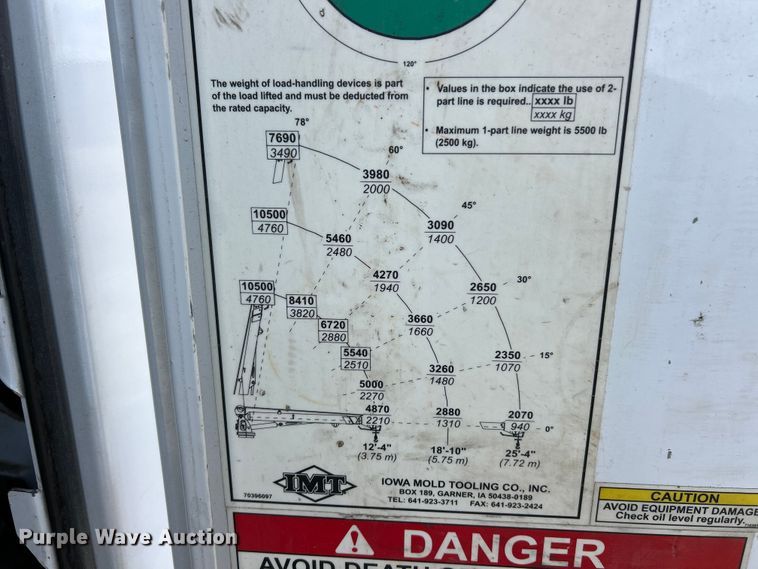 120°
The weight of load-handling devices is part
of the load lifted and must be deducted from
the rated capacity.
• Values in the box indicate the use of 2-
part line is required.. xxxx lb
xxxx kg
• Maximum 1-part line weight is 5500 lb
(2500 kg).
78°
7690
3490
60°
3980
2000
45°
10500
4760
3090
1400
5460
2480
4270
1940
30°
10500
4760
8410
3820
2650
1200
6720
2880
3660
1660
5540
2510
15°
2350
1070
3260
1480
5000
2270
4870
2210
2880
1310
2070
940
0°
12'-4"
(3.75 m)
18'-10"
(5.75 m)
25'-4"
(7.72 m)
IMT
70396097
IOWA MOLD TOOLING CO., INC.
BOX 189, GARNER, IA 50438-0189
TEL: 641-923-3711 FAX: 641-923-2424
CAUTION
AVOID EQUIPMENT DAMAGE
Check oil level regularly.
DANGER
AVOID DEATH
Purple Wave Auction